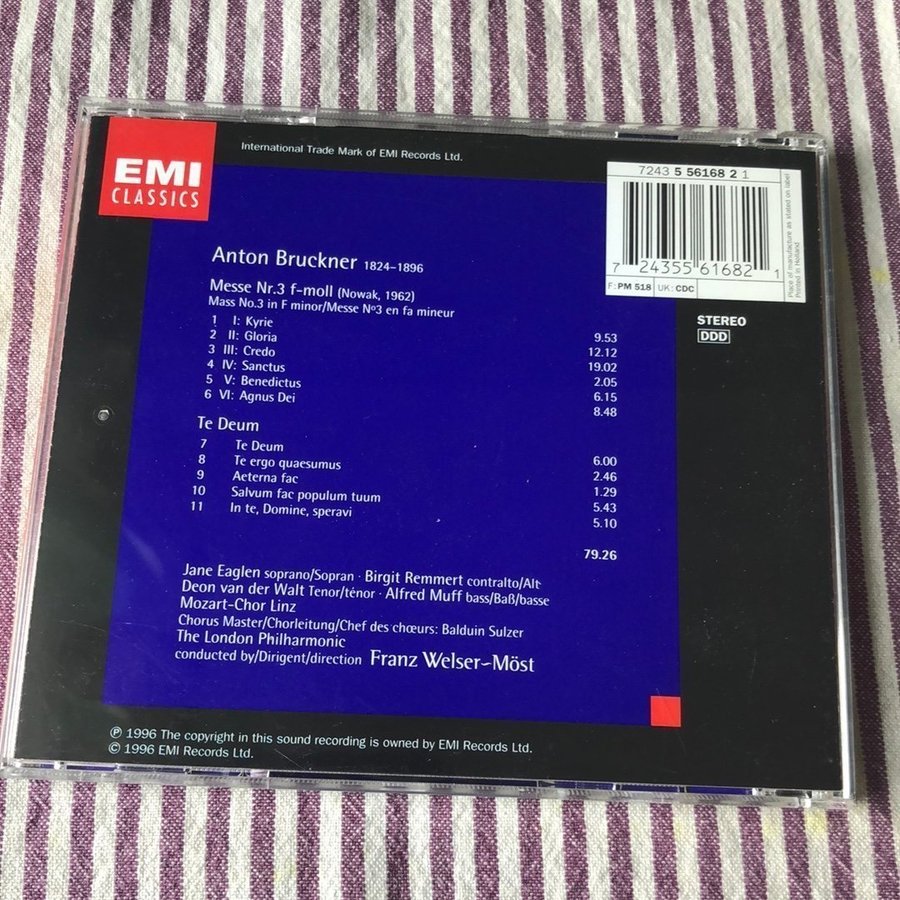 EMI
CLASSICS
International Trade Mark of EMI Records Ltd.
7243 5 56168 2 1
7 24355 61682 1
F: PM 518 UK: CDC
Place of manufacture as stated on label
Printed in Holland
STEREO
DDD
Anton Bruckner 1824–1896
Messe Nr.3 f-moll (Nowak, 1962)
Mass No.3 in F minor/Messe Nº3 en fa mineur
1 I: Kyrie 9.53
2 II: Gloria 12.12
3 III: Credo 19.02
4 IV: Sanctus 2.05
5 V: Benedictus 6.15
6 VI: Agnus Dei 8.48
Te Deum
7 Te Deum 6.00
8 Te ergo quaesumus 2.46
9 Aeterna fac 1.29
10 Salvum fac populum tuum 5.43
11 In te, Domine, speravi 5.10
79.26
Jane Eaglen soprano/Sopran · Birgit Remmert contralto/Alt
Deon van der Walt Tenor/ténor · Alfred Muff bass/Baß/basse
Mozart-Chor Linz
Chorus Master/Chorleitung/Chef des chœurs: Balduin Sulzer
The London Philharmonic
conducted by/Dirigent/direction Franz Welser-Möst
℗ 1996 The copyright in this sound recording is owned by EMI Records Ltd.
© 1996 EMI Records Ltd.